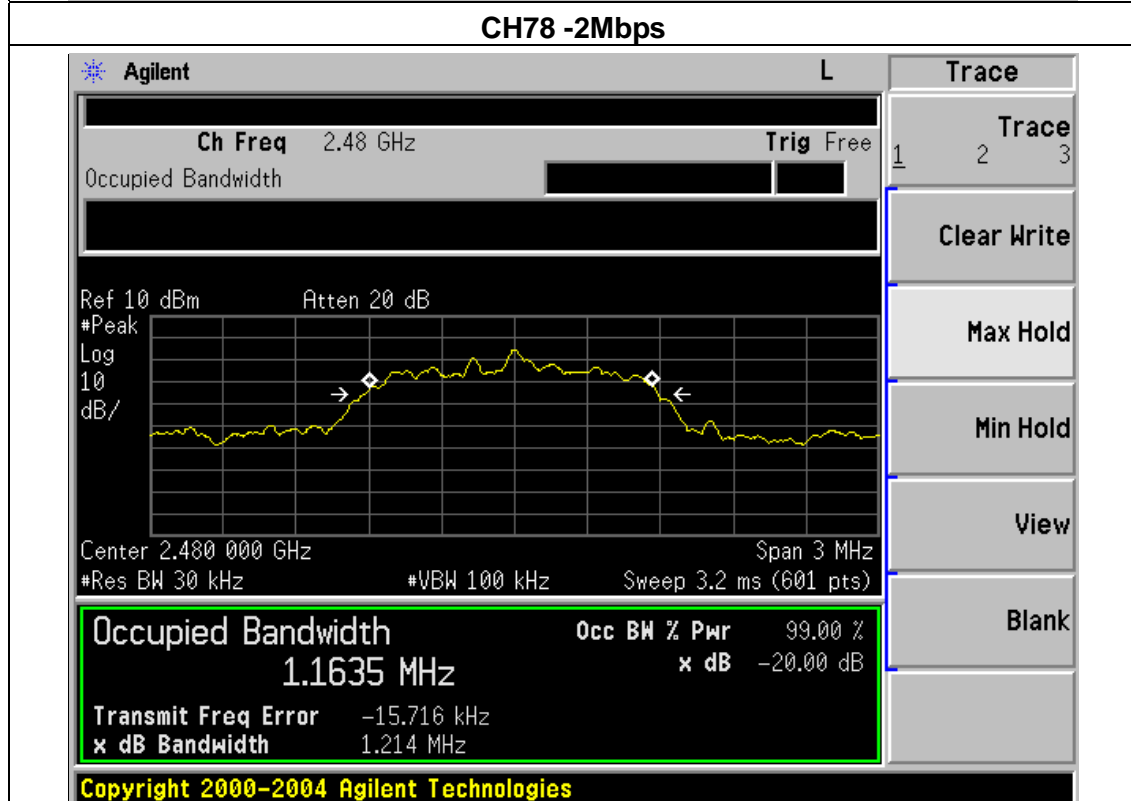 CH78 -2Mbps
Agilent L Trace
Ch Freq 2.48 GHz Trig Free
Occupied Bandwidth
Trace
1 2 3
Clear Write
Max Hold
Min Hold
View
Blank
Ref 10 dBm Atten 20 dB
#Peak
Log
10
dB/
Center 2.480 000 GHz Span 3 MHz
#Res BW 30 kHz #VBW 100 kHz Sweep 3.2 ms (601 pts)
Occupied Bandwidth Occ BW % Pwr 99.00 %
1.1635 MHz x dB -20.00 dB
Transmit Freq Error -15.716 kHz
x dB Bandwidth 1.214 MHz
Copyright 2000-2004 Agilent Technologies